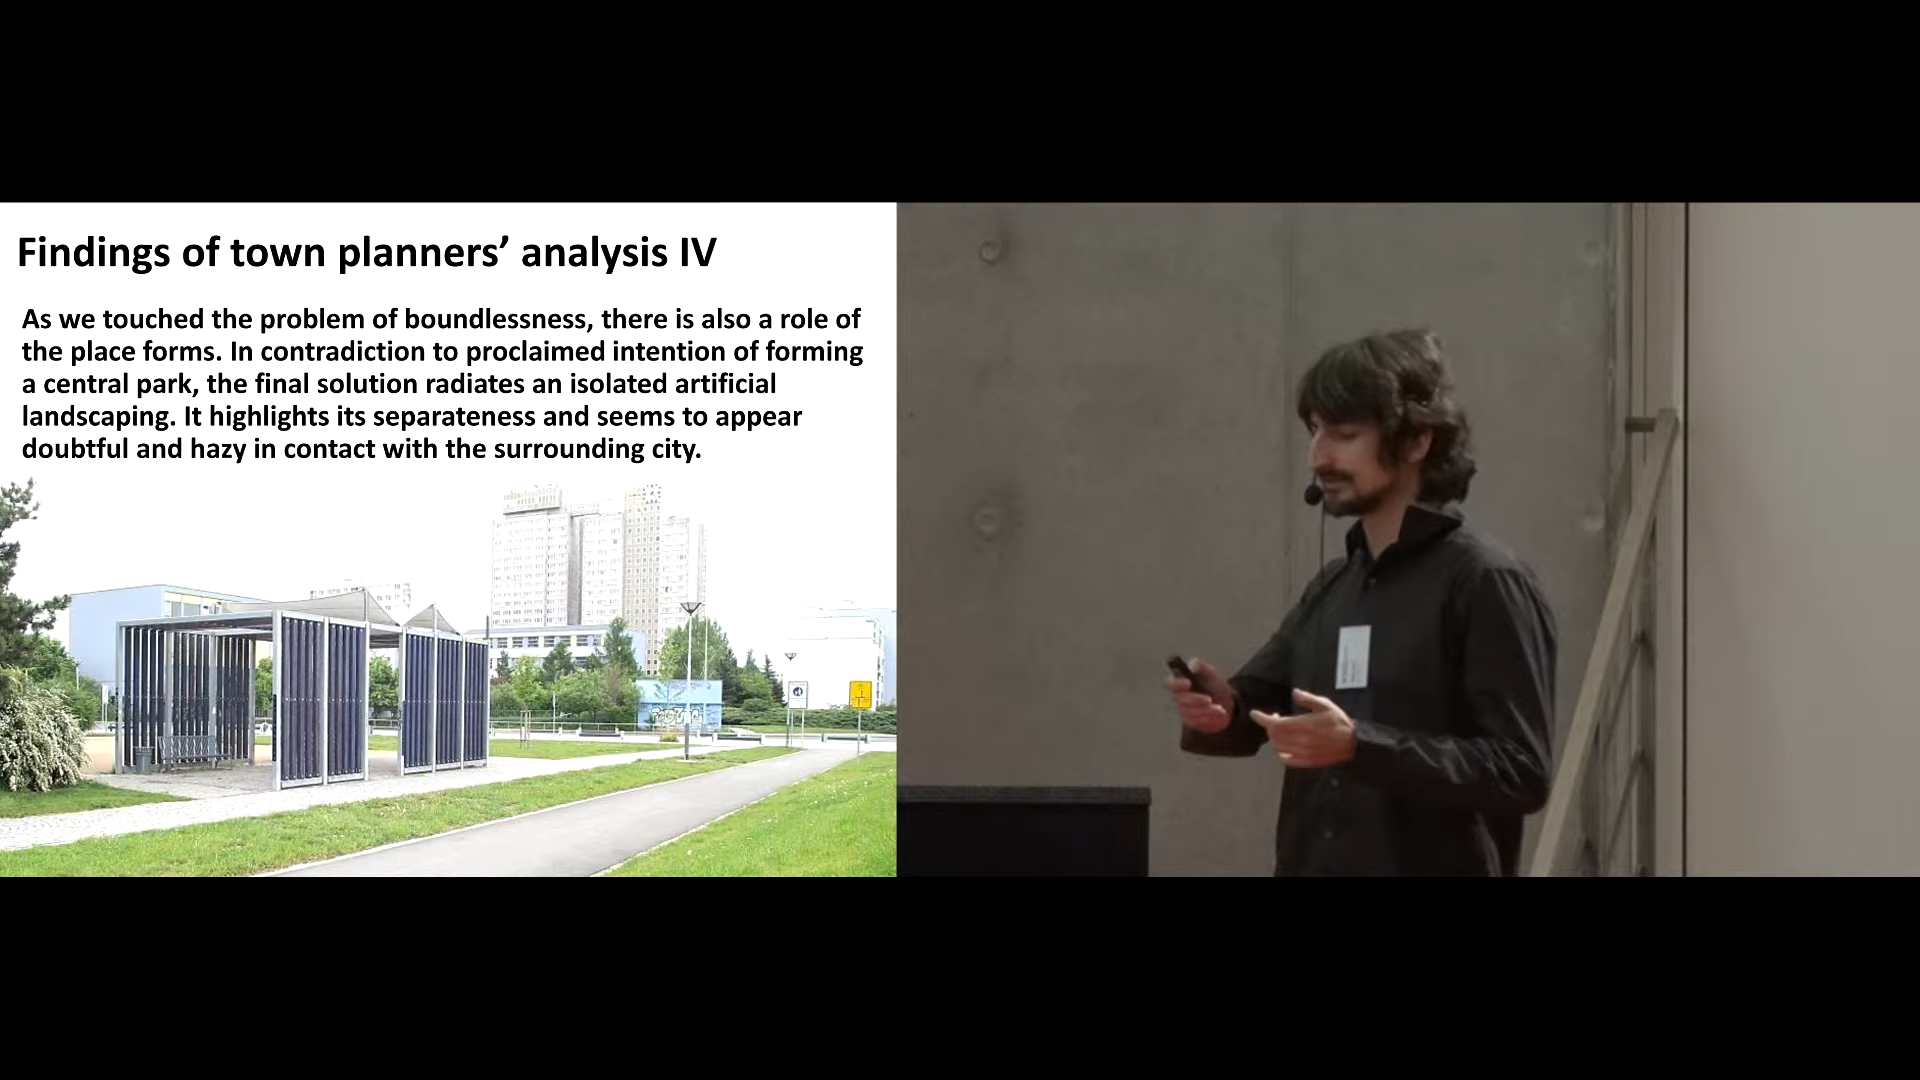 Findings of town planners’ analysis IV
As we touched the problem of boundlessness, there is also a role of
the place forms. In contradiction to proclaimed intention of forming
a central park, the final solution radiates an isolated artificial
landscaping. It highlights its separateness and seems to appear
doubtful and hazy in contact with the surrounding city.